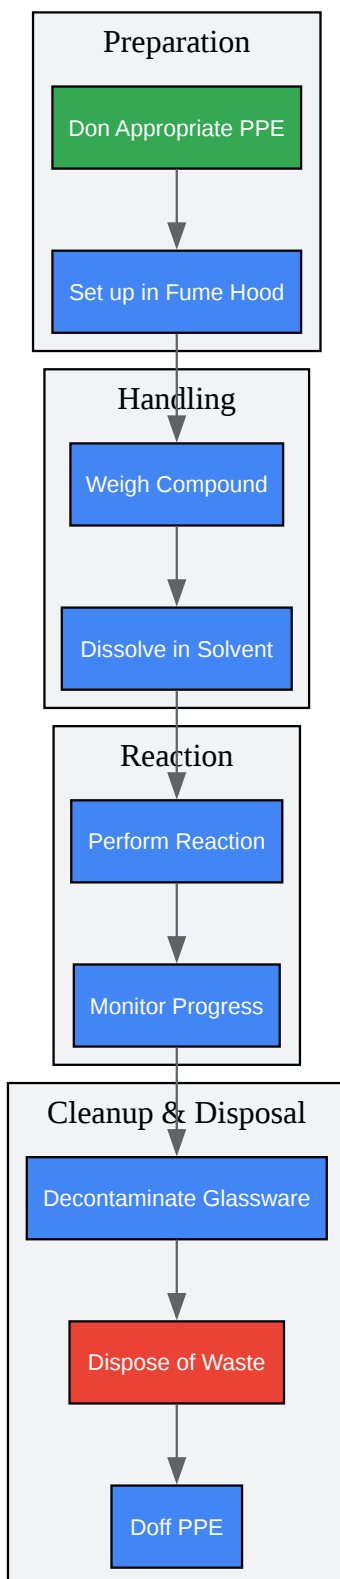 Preparation
Don Appropriate PPE
Set up in Fume Hood
Handling
Weigh Compound
Dissolve in Solvent
Reaction
Perform Reaction
Monitor Progress
Cleanup & Disposal
Decontaminate Glassware
Dispose of Waste
Doff PPE